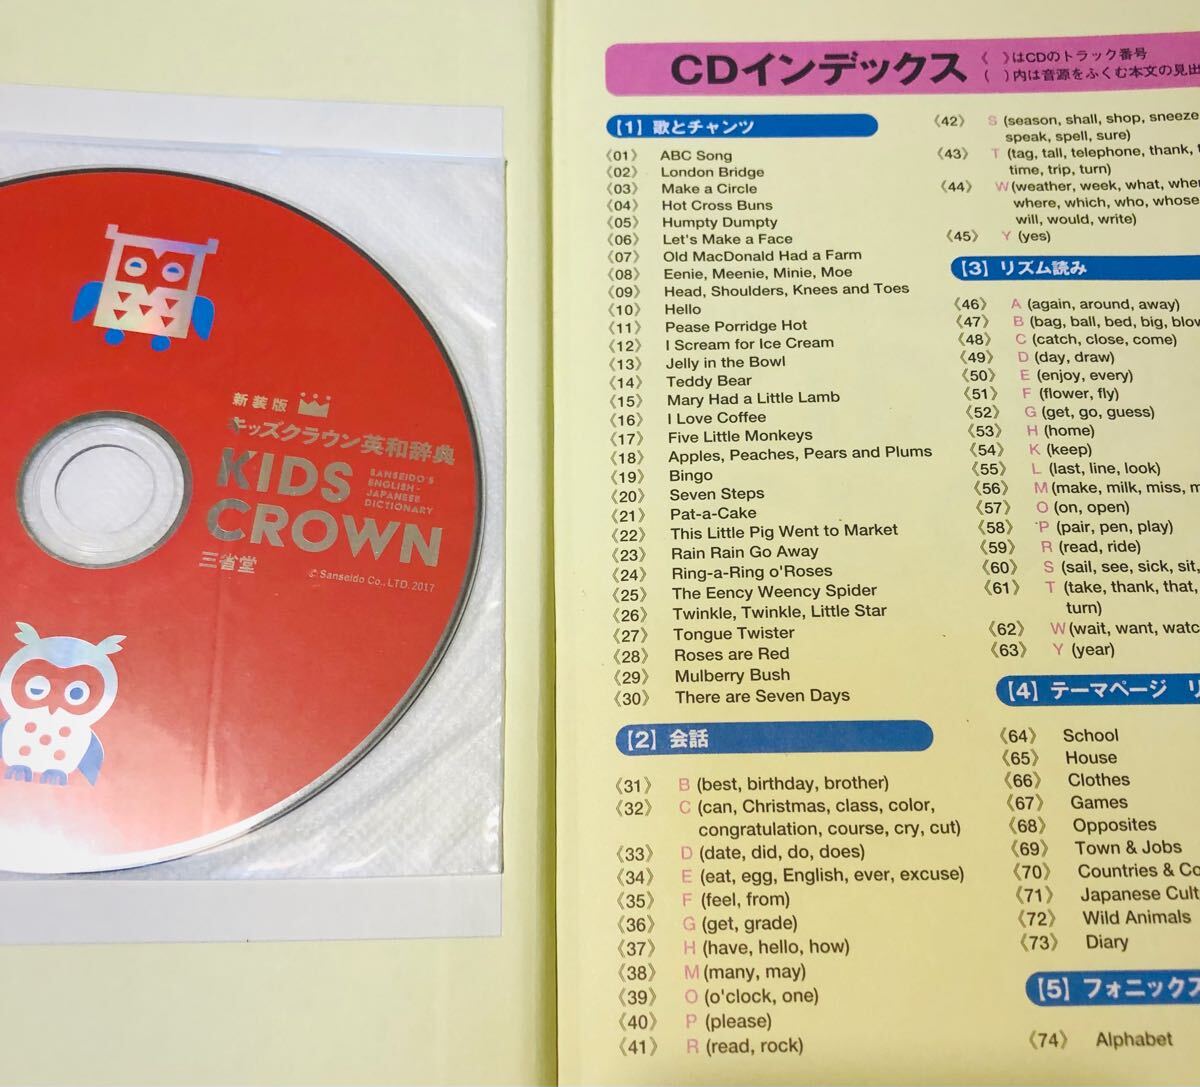 新装版
キッズクラウン英和辞典
KIDS
CROWN
SANSEIDO'S
ENGLISH-
JAPANESE
DICTIONARY
三省堂
© Sanseido Co., LTD. 2017
CDインデックス
《 》はCDのトラック番号
( )内は音源をふくむ本文の見出
【1】歌とチャンツ
《01》 ABC Song
《02》 London Bridge
《03》 Make a Circle
《04》 Hot Cross Buns
《05》 Humpty Dumpty
《06》 Let's Make a Face
《07》 Old MacDonald Had a Farm
《08》 Eenie, Meenie, Minie, Moe
《09》 Head, Shoulders, Knees and Toes
《10》 Hello
《11》 Pease Porridge Hot
《12》 I Scream for Ice Cream
《13》 Jelly in the Bowl
《14》 Teddy Bear
《15》 Mary Had a Little Lamb
《16》 I Love Coffee
《17》 Five Little Monkeys
《18》 Apples, Peaches, Pears and Plums
《19》 Bingo
《20》 Seven Steps
《21》 Pat-a-Cake
《22》 This Little Pig Went to Market
《23》 Rain Rain Go Away
《24》 Ring-a-Ring o'Roses
《25》 The Eency Weency Spider
《26》 Twinkle, Twinkle, Little Star
《27》 Tongue Twister
《28》 Roses are Red
《29》 Mulberry Bush
《30》 There are Seven Days
【2】会話
《31》 B (best, birthday, brother)
《32》 C (can, Christmas, class, color,
congratulation, course, cry, cut)
《33》 D (date, did, do, does)
《34》 E (eat, egg, English, ever, excuse)
《35》 F (feel, from)
《36》 G (get, grade)
《37》 H (have, hello, how)
《38》 M (many, may)
《39》 O (o'clock, one)
《40》 P (please)
《41》 R (read, rock)
《42》 S (season, shall, shop, sneeze
speak, spell, sure)
《43》 T (tag, tall, telephone, thank,
time, trip, turn)
《44》 W (weather, week, what,
where, which, who, whose
will, would, write)
《45》 Y (yes)
【3】リズム読み
《46》 A (again, around, away)
《47》 B (bag, ball, bed, big,
《48》 C (catch, close, come)
《49》 D (day, draw)
《50》 E (enjoy, every)
《51》 F (flower, fly)
《52》 G (get, go, guess)
《53》 H (home)
《54》 K (keep)
《55》 L (last, line, look)
《56》 M (make, milk, miss,
《57》 O (on, open)
《58》 P (pair, pen, play)
《59》 R (read, ride)
《60》 S (sail, see, sick, sit,
《61》 T (take, thank, that,
turn)
《62》 W (wait, want,
《63》 Y (year)
【4】テーマページ
《64》 School
《65》 House
《66》 Clothes
《67》 Games
《68》 Opposites
《69》 Town & Jobs
《70》 Countries &
《71》 Japanese
《72》 Wild Animals
《73》 Diary
【5】フォニックス
《74》 Alphabet